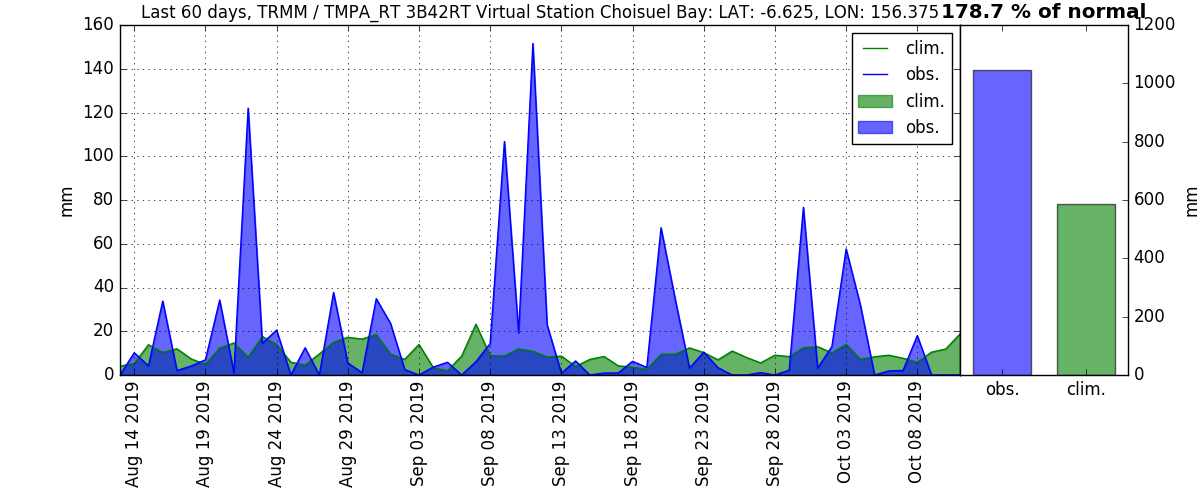 Last 60 days, TRMM / TMPA_RT 3B42RT Virtual Station Choisuel Bay: LAT: -6.625, LON: 156.375 178.7 % of normal
160
140
120
100
80
60
40
20
0
mm
clim.
obs.
clim.
obs.
1200
1000
800
600
400
200
0
mm
Aug 14 2019
Aug 19 2019
Aug 24 2019
Aug 29 2019
Sep 03 2019
Sep 08 2019
Sep 13 2019
Sep 18 2019
Sep 23 2019
Sep 28 2019
Oct 03 2019
Oct 08 2019
obs.
clim.